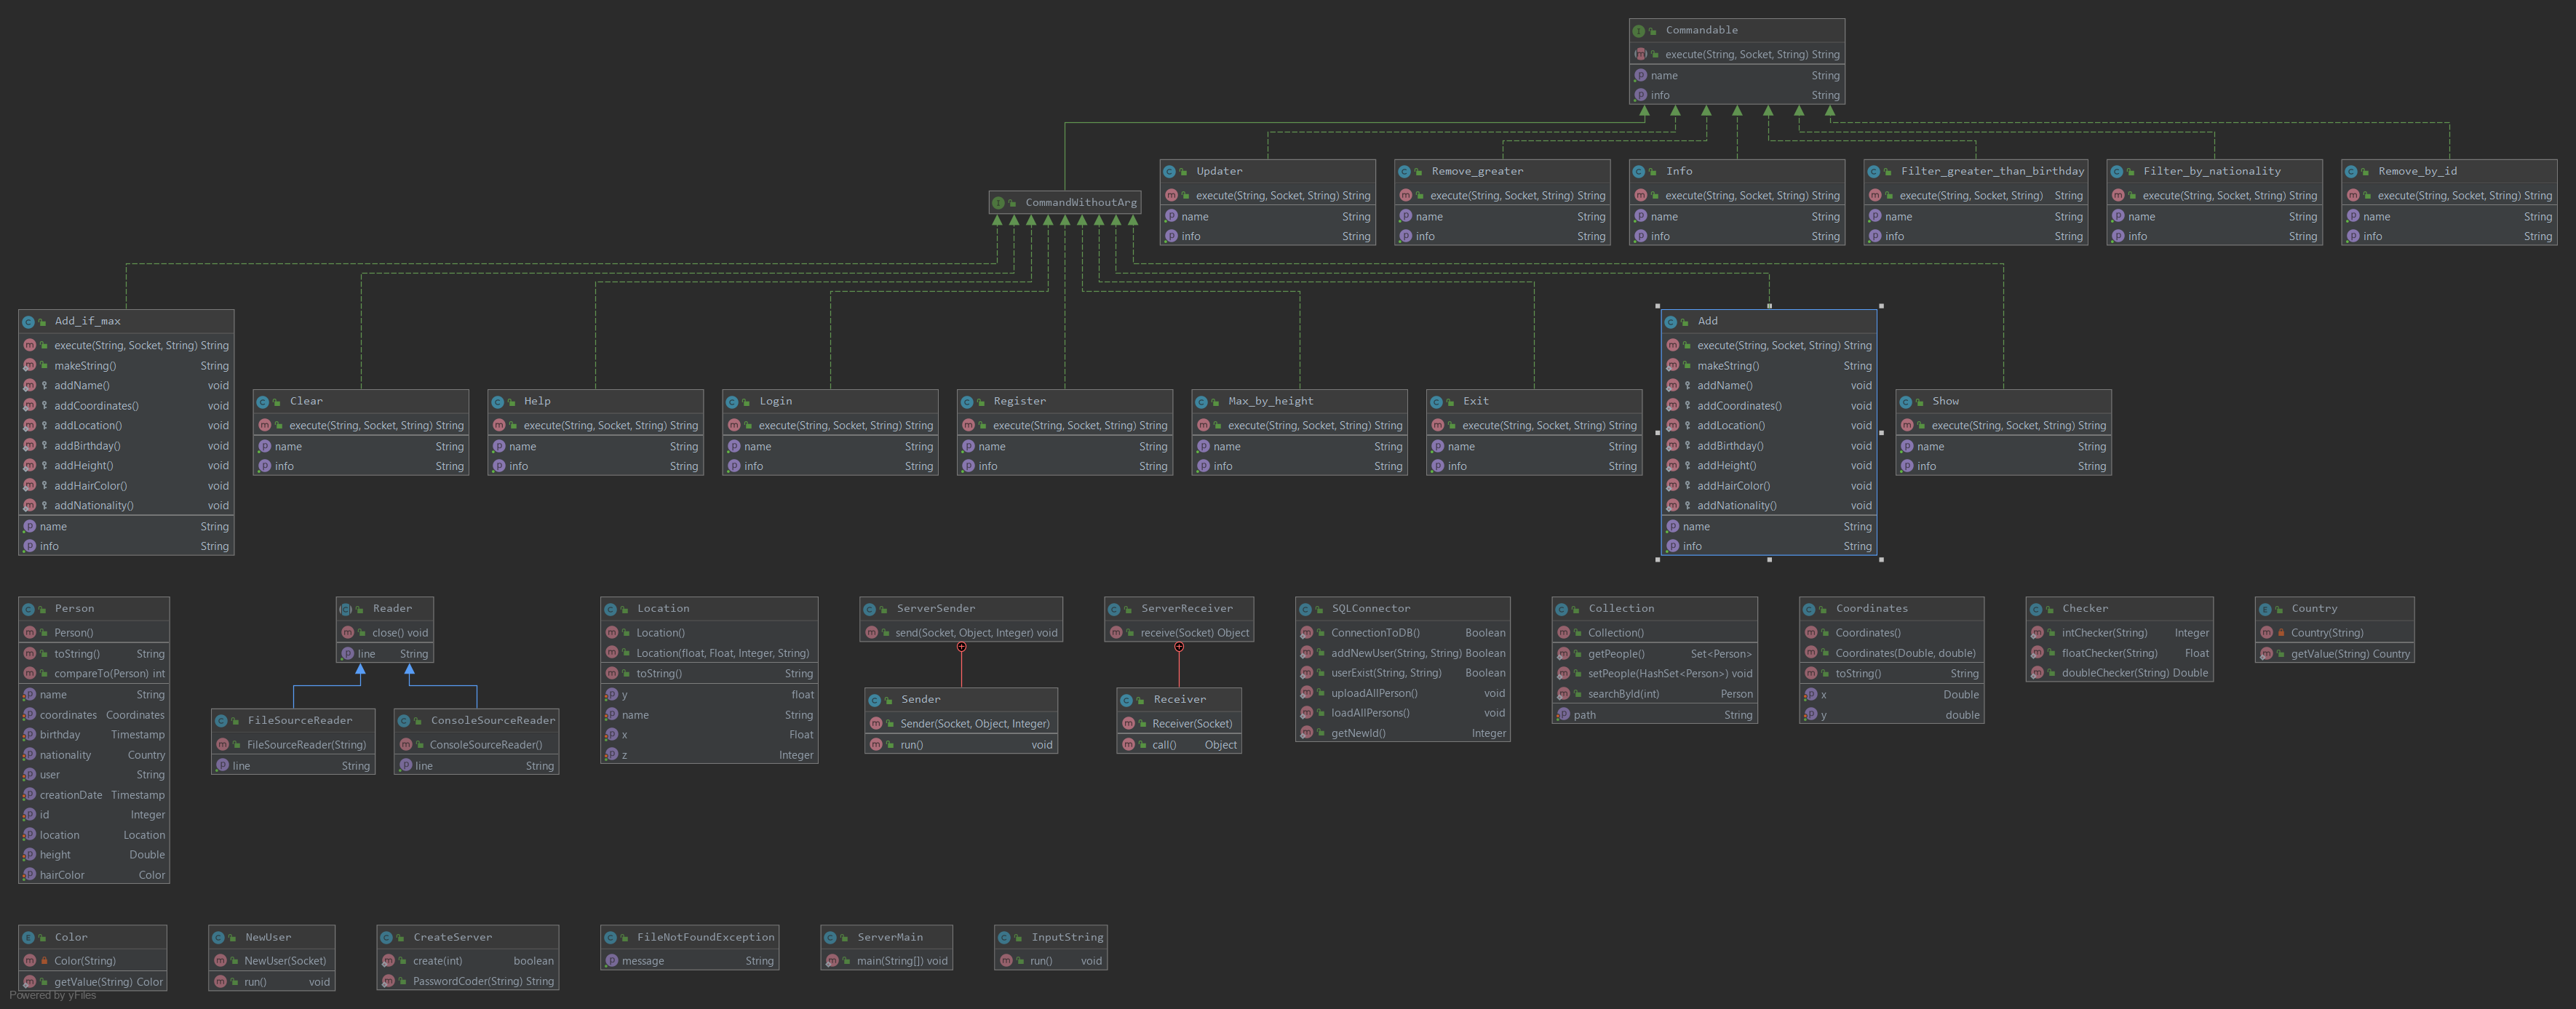 Commandable
execute(String, Socket, String) String
name String
info String
Updater
execute(String, Socket, String) String
name String
info String
Remove_greater
execute(String, Socket, String) String
name String
info String
Info
execute(String, Socket, String) String
name String
info String
Filter_greater_than_birthday
execute(String, Socket, String) String
name String
info String
Filter_by_nationality
execute(String, Socket, String) String
name String
info String
Remove_by_id
execute(String, Socket, String) String
name String
info String
CommandWithoutArg
Add_if_max
execute(String, Socket, String) String
makeString() String
addName() void
addCoordinates() void
addLocation() void
addBirthday() void
addHeight() void
addHairColor() void
addNationality() void
name String
info String
Clear
execute(String, Socket, String) String
name String
info String
Help
execute(String, Socket, String) String
name String
info String
Login
execute(String, Socket, String) String
name String
info String
Register
execute(String, Socket, String) String
name String
info String
Max_by_height
execute(String, Socket, String) String
name String
info String
Exit
execute(String, Socket, String) String
name String
info String
Add
execute(String, Socket, String) String
makeString() String
addName() void
addCoordinates() void
addLocation() void
addBirthday() void
addHeight() void
addHairColor() void
addNationality() void
name String
info String
Show
execute(String, Socket, String) String
name String
info String
Person
Person()
toString() String
compareTo(Person) int
name String
coordinates Coordinates
birthday Timestamp
nationality Country
user String
creationDate Timestamp
id Integer
location Location
height Double
hairColor Color
Reader
close() void
line String
FileSourceReader
FileSourceReader(String)
line String
ConsoleSourceReader
ConsoleSourceReader()
line String
Location
Location()
Location(float, Float, Integer, String)
toString() String
y float
name String
x Float
z Integer
ServerSender
send(Socket, Object, Integer) void
Sender
Sender(Socket, Object, Integer)
run() void
ServerReceiver
receive(Socket) Object
Receiver
Receiver(Socket)
call() Object
SQLConnector
ConnectionToDB() Boolean
addNewUser(String, String) Boolean
userExist(String, String) Boolean
uploadAllPerson() void
loadAllPersons() void
getNewId() Integer
Collection
Collection()
getPeople() Set<Person>
setPeople(HashSet<Person>) void
searchById(int) Person
path String
Coordinates
Coordinates()
Coordinates(Double, double)
toString() String
x Double
y double
Checker
intChecker(String) Integer
floatChecker(String) Float
doubleChecker(String) Double
Country
Country(String)
getValue(String) Country
Color
Color(String)
getValue(String) Color
NewUser
NewUser(Socket)
run() void
CreateServer
create(int) boolean
PasswordCoder(String) String
FileNotFoundException
message String
ServerMain
main(String[]) void
InputString
run() void
Powered by yFiles